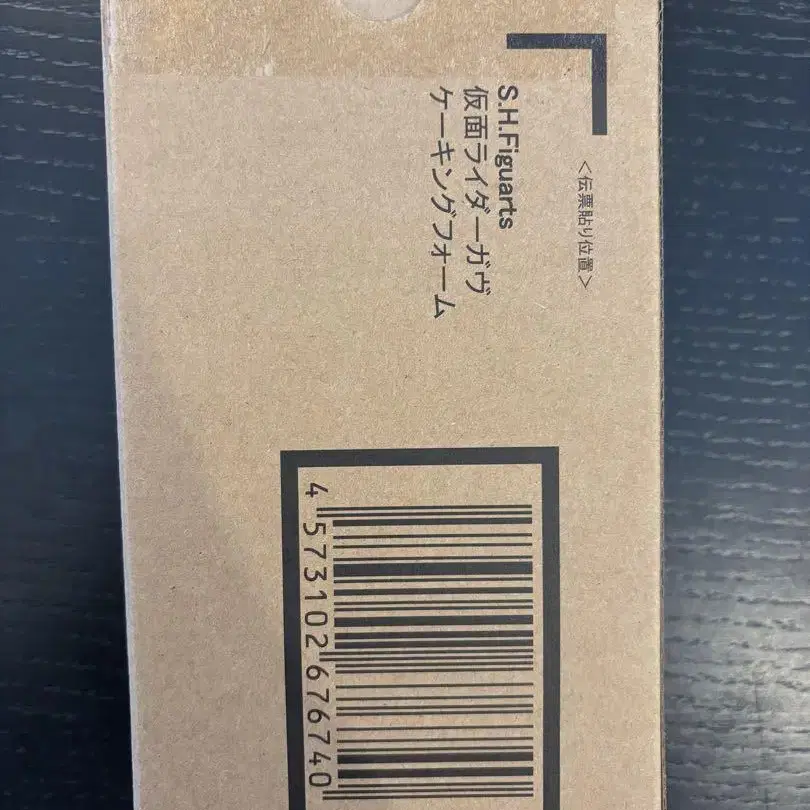 <伝票貼り位置>
S.H.Figuarts
仮面ライダーガヴ
ケーキングフォーム
4 573102 676740